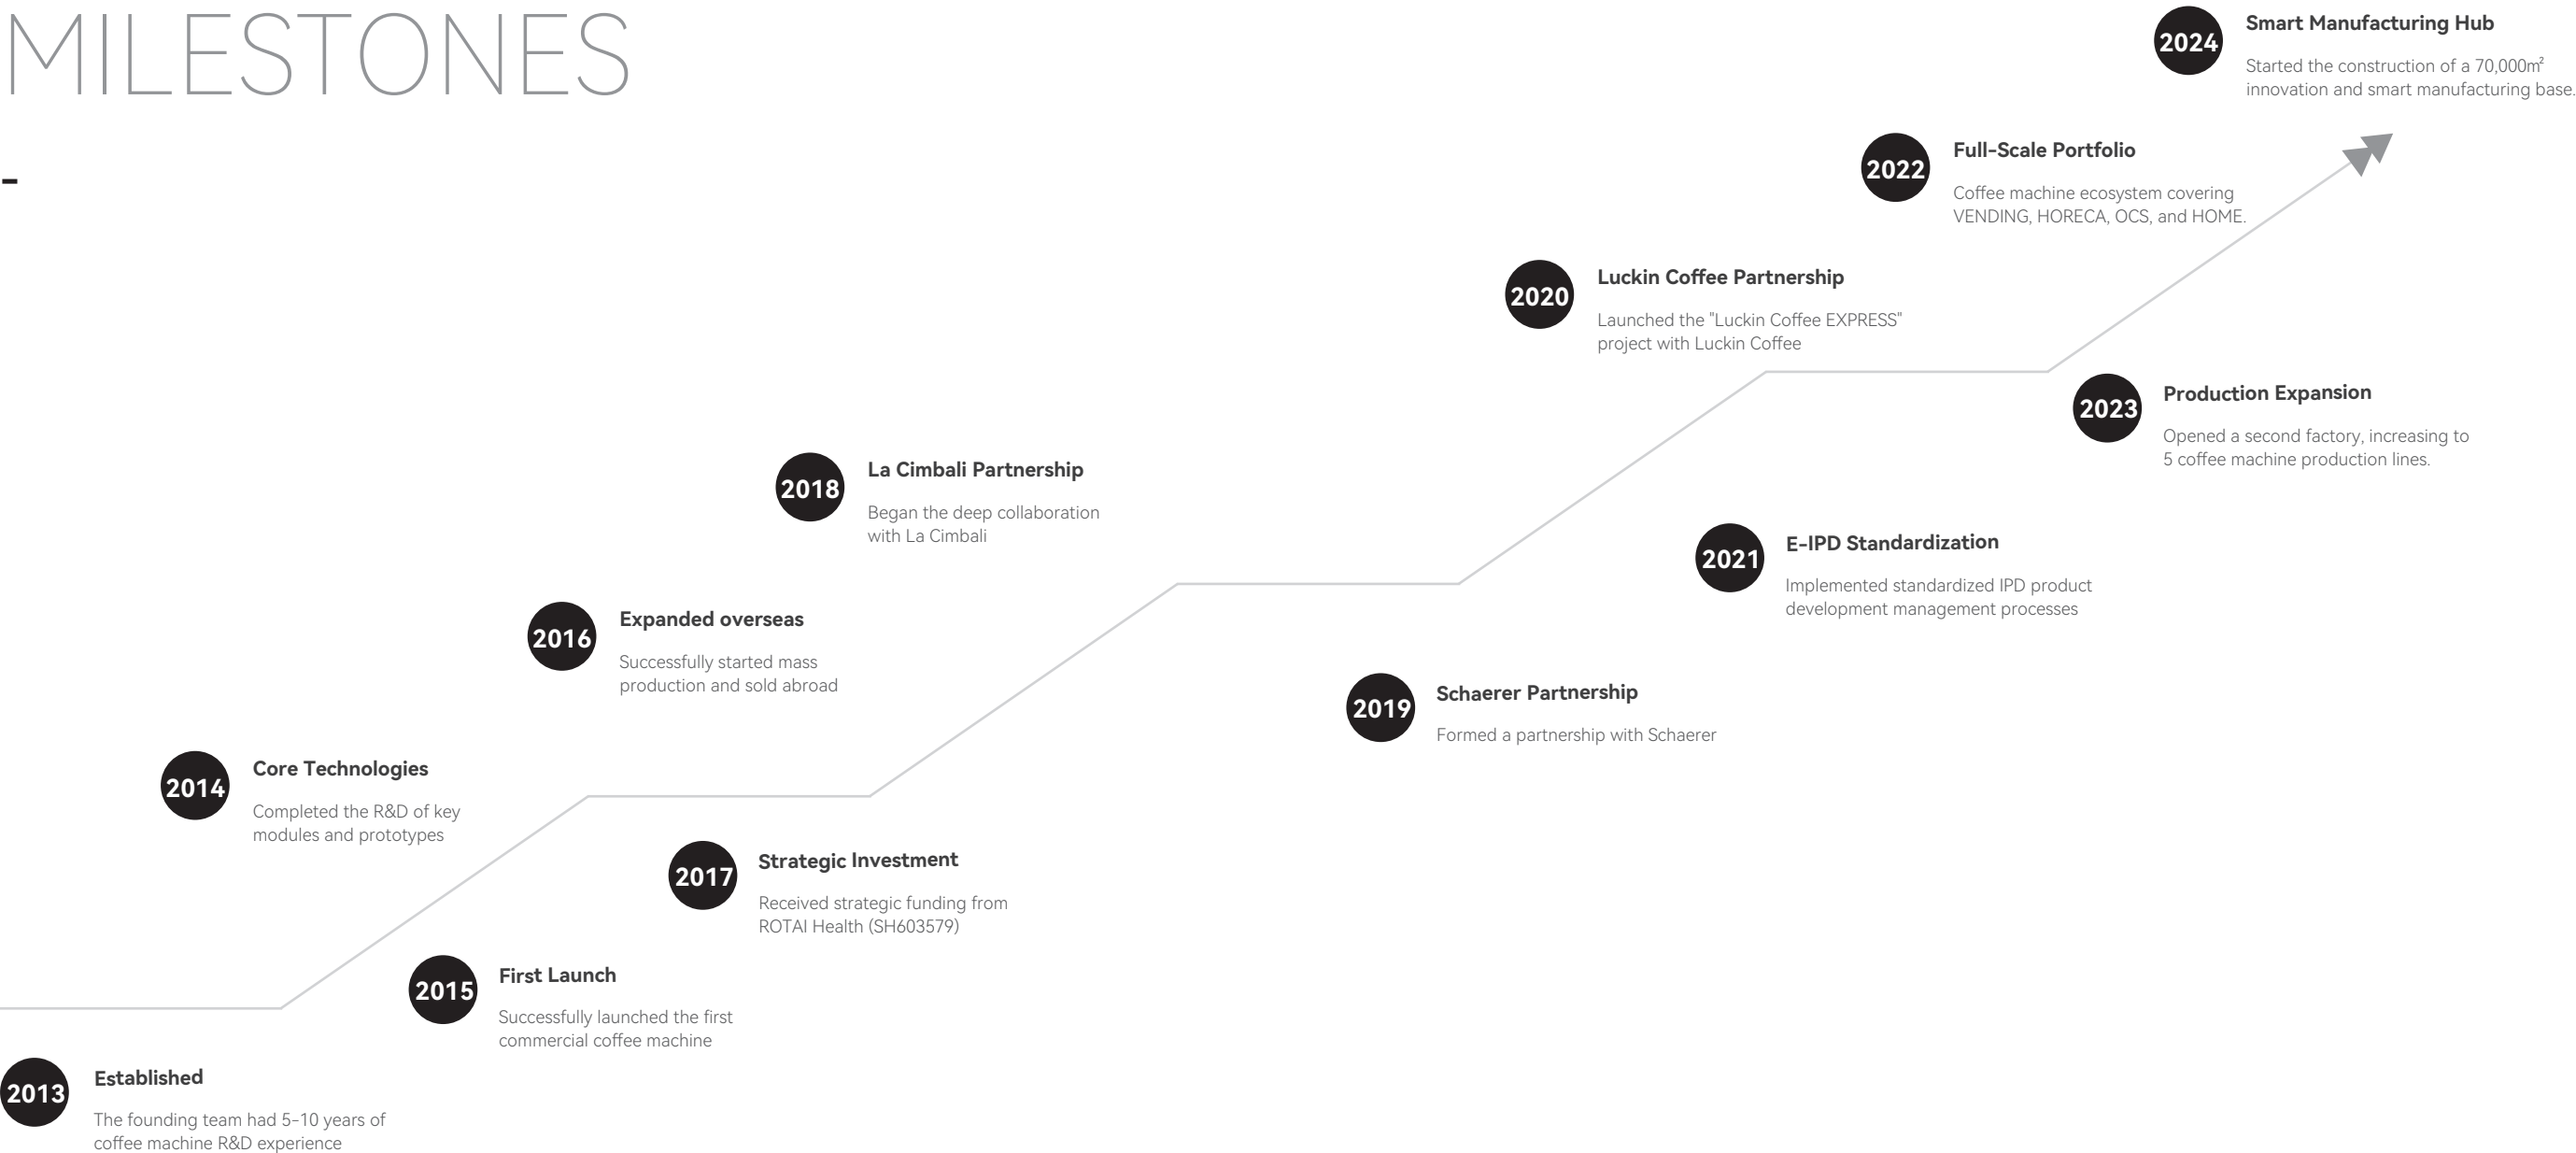 MILESTONES
-
2024
Smart Manufacturing Hub
Started the construction of a 70,000m²
innovation and smart manufacturing base.
2022
Full-Scale Portfolio
Coffee machine ecosystem covering
VENDING, HORECA, OCS, and HOME.
2020
Luckin Coffee Partnership
Launched the "Luckin Coffee EXPRESS"
project with Luckin Coffee
2023
Production Expansion
Opened a second factory, increasing to
5 coffee machine production lines.
2018
La Cimbali Partnership
Began the deep collaboration
with La Cimbali
2021
E-IPD Standardization
Implemented standardized IPD product
development management processes
2016
Expanded overseas
Successfully started mass
production and sold abroad
2019
Schaerer Partnership
Formed a partnership with Schaerer
2014
Core Technologies
Completed the R&D of key
modules and prototypes
2017
Strategic Investment
Received strategic funding from
ROTAI Health (SH603579)
2015
First Launch
Successfully launched the first
commercial coffee machine
2013
Established
The founding team had 5-10 years of
coffee machine R&D experience